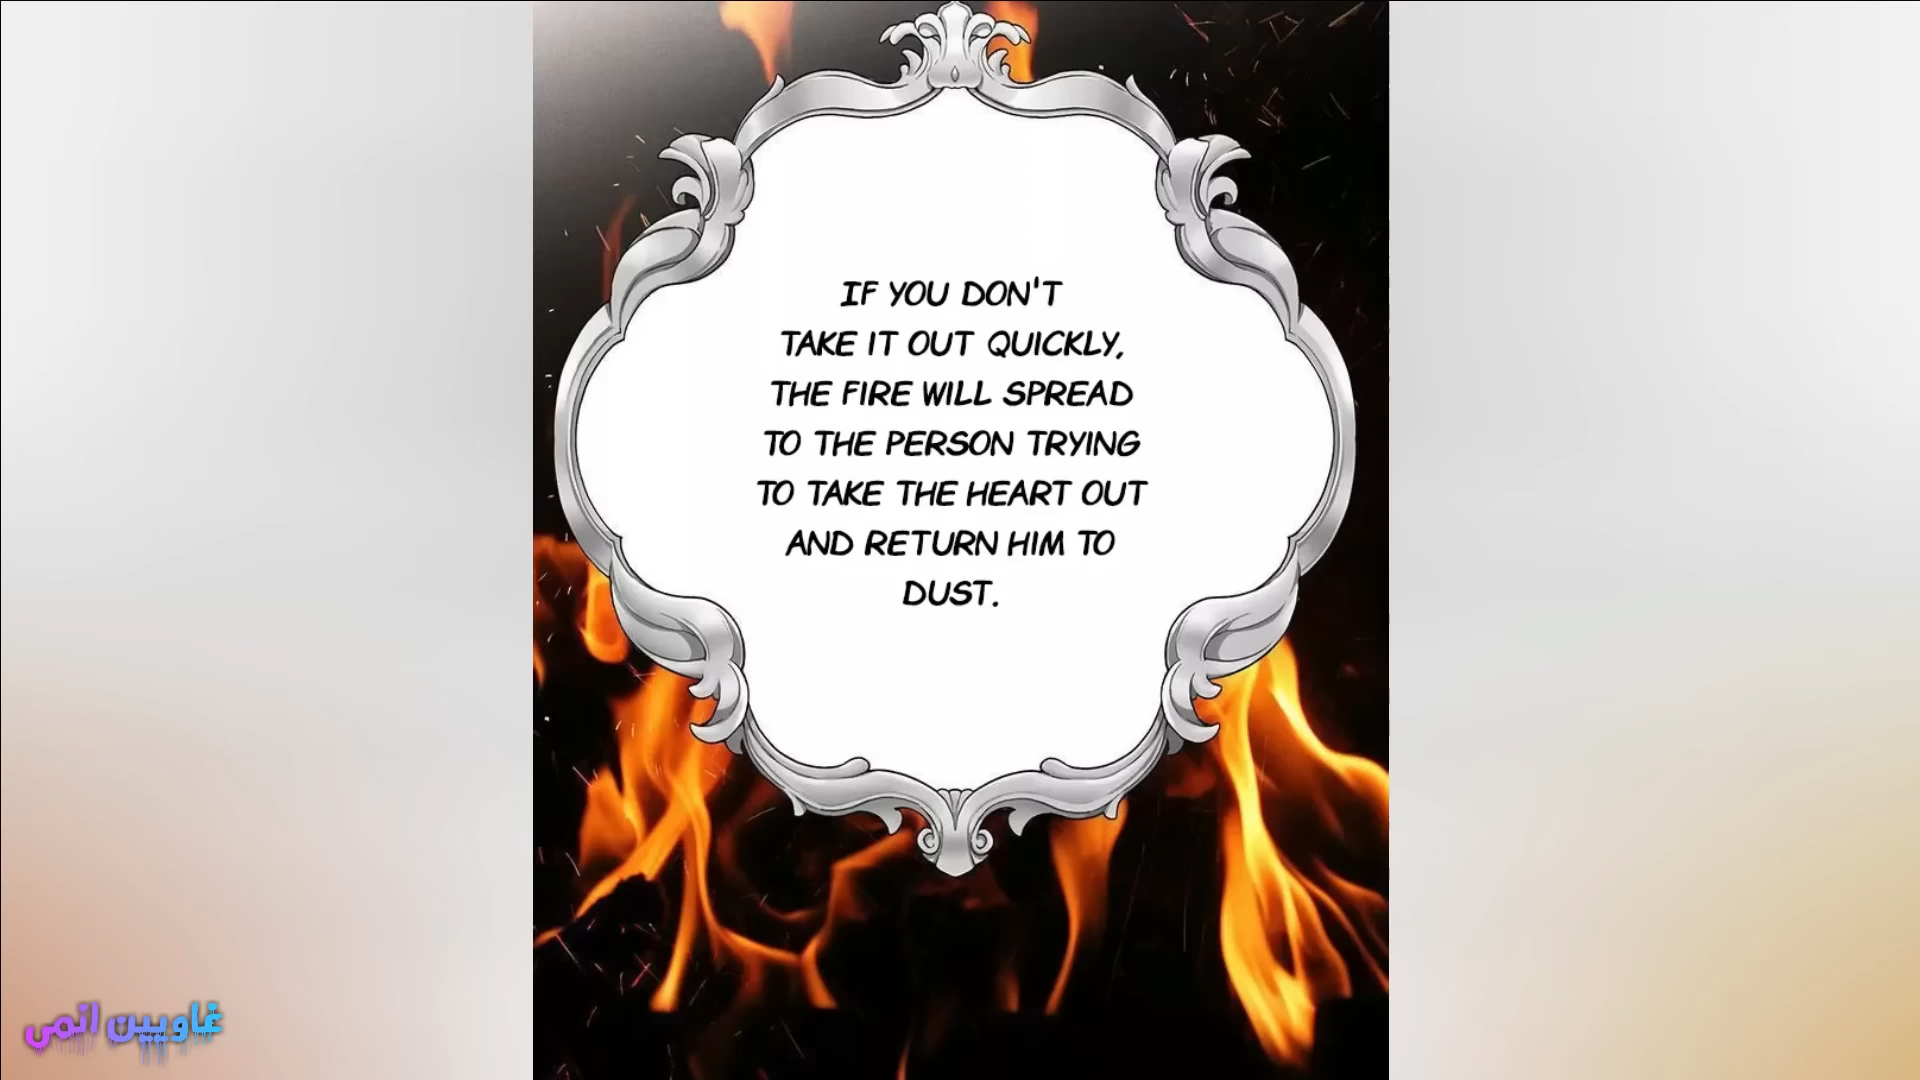 IF YOU DON'T
TAKE IT OUT QUICKLY,
THE FIRE WILL SPREAD
TO THE PERSON TRYING
TO TAKE THE HEART OUT
AND RETURN HIM TO
DUST.
غاويين انمي